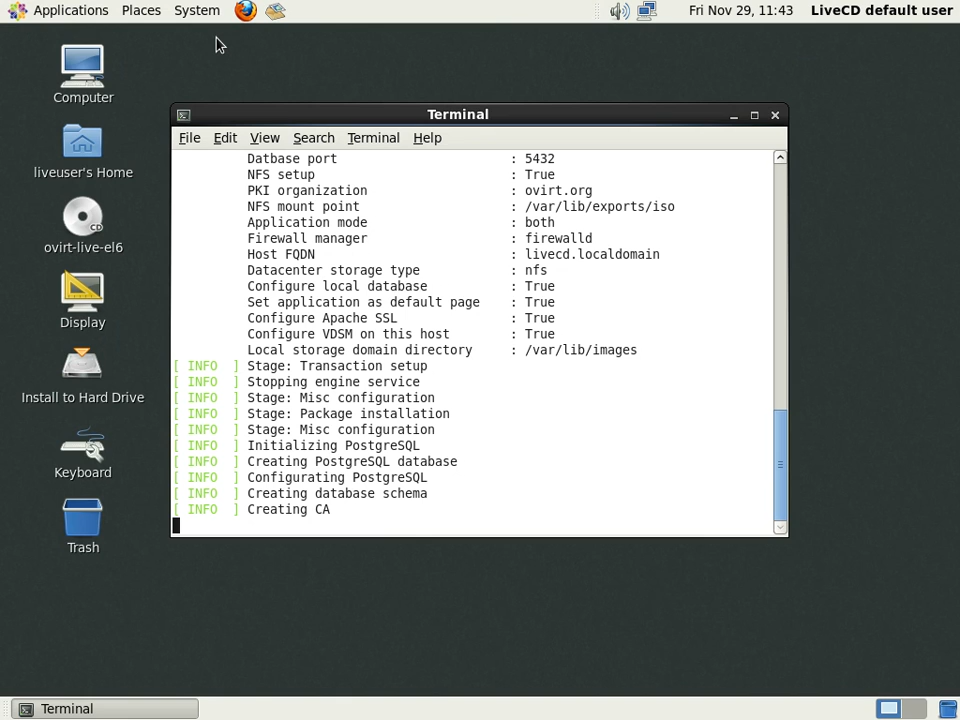 Applications Places System Fri Nov 29, 11:43 LiveCD default user
Computer
liveuser's Home
CD
ovirt-live-el6
Display
Install to Hard Drive
Keyboard
Trash
Terminal
File Edit View Search Terminal Help
Datbase port : 5432
NFS setup : True
PKI organization : ovirt.org
NFS mount point : /var/lib/exports/iso
Application mode : both
Firewall manager : firewalld
Host FQDN : livecd.localdomain
Datacenter storage type : nfs
Configure local database : True
Set application as default page : True
Configure Apache SSL : True
Configure VDSM on this host : True
Local storage domain directory : /var/lib/images
[ INFO  ] Stage: Transaction setup
[ INFO  ] Stopping engine service
[ INFO  ] Stage: Misc configuration
[ INFO  ] Stage: Package installation
[ INFO  ] Stage: Misc configuration
[ INFO  ] Initializing PostgreSQL
[ INFO  ] Creating PostgreSQL database
[ INFO  ] Configurating PostgreSQL
[ INFO  ] Creating database schema
[ INFO  ] Creating CA
Terminal